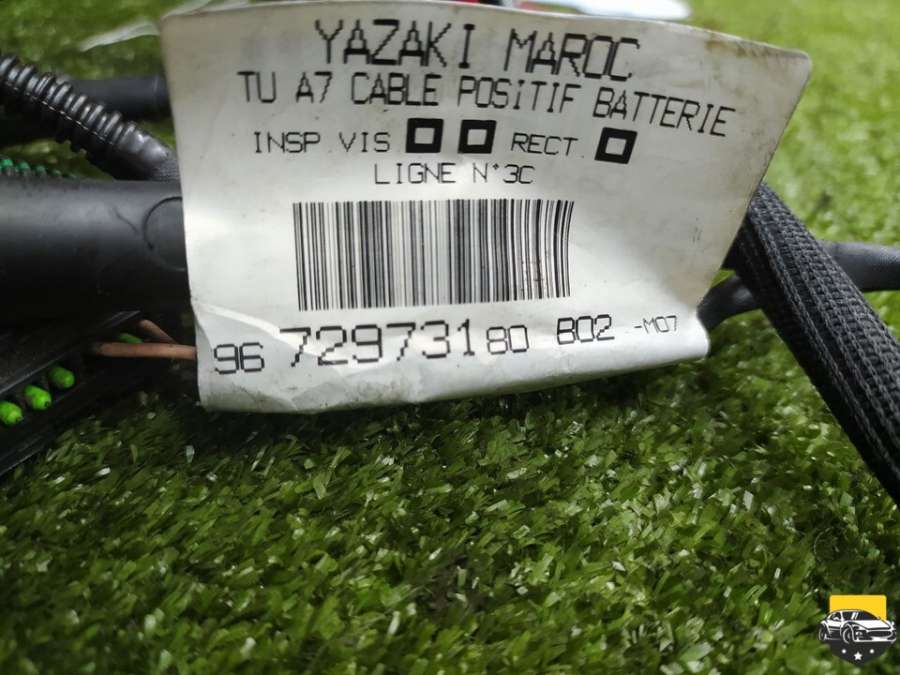 YAZAKI MAROC
TU A7 CABLE POSITIF BATTERIE
INSP VIS RECT.
LIGNE N°3C
96 729731 80 B02 -M07